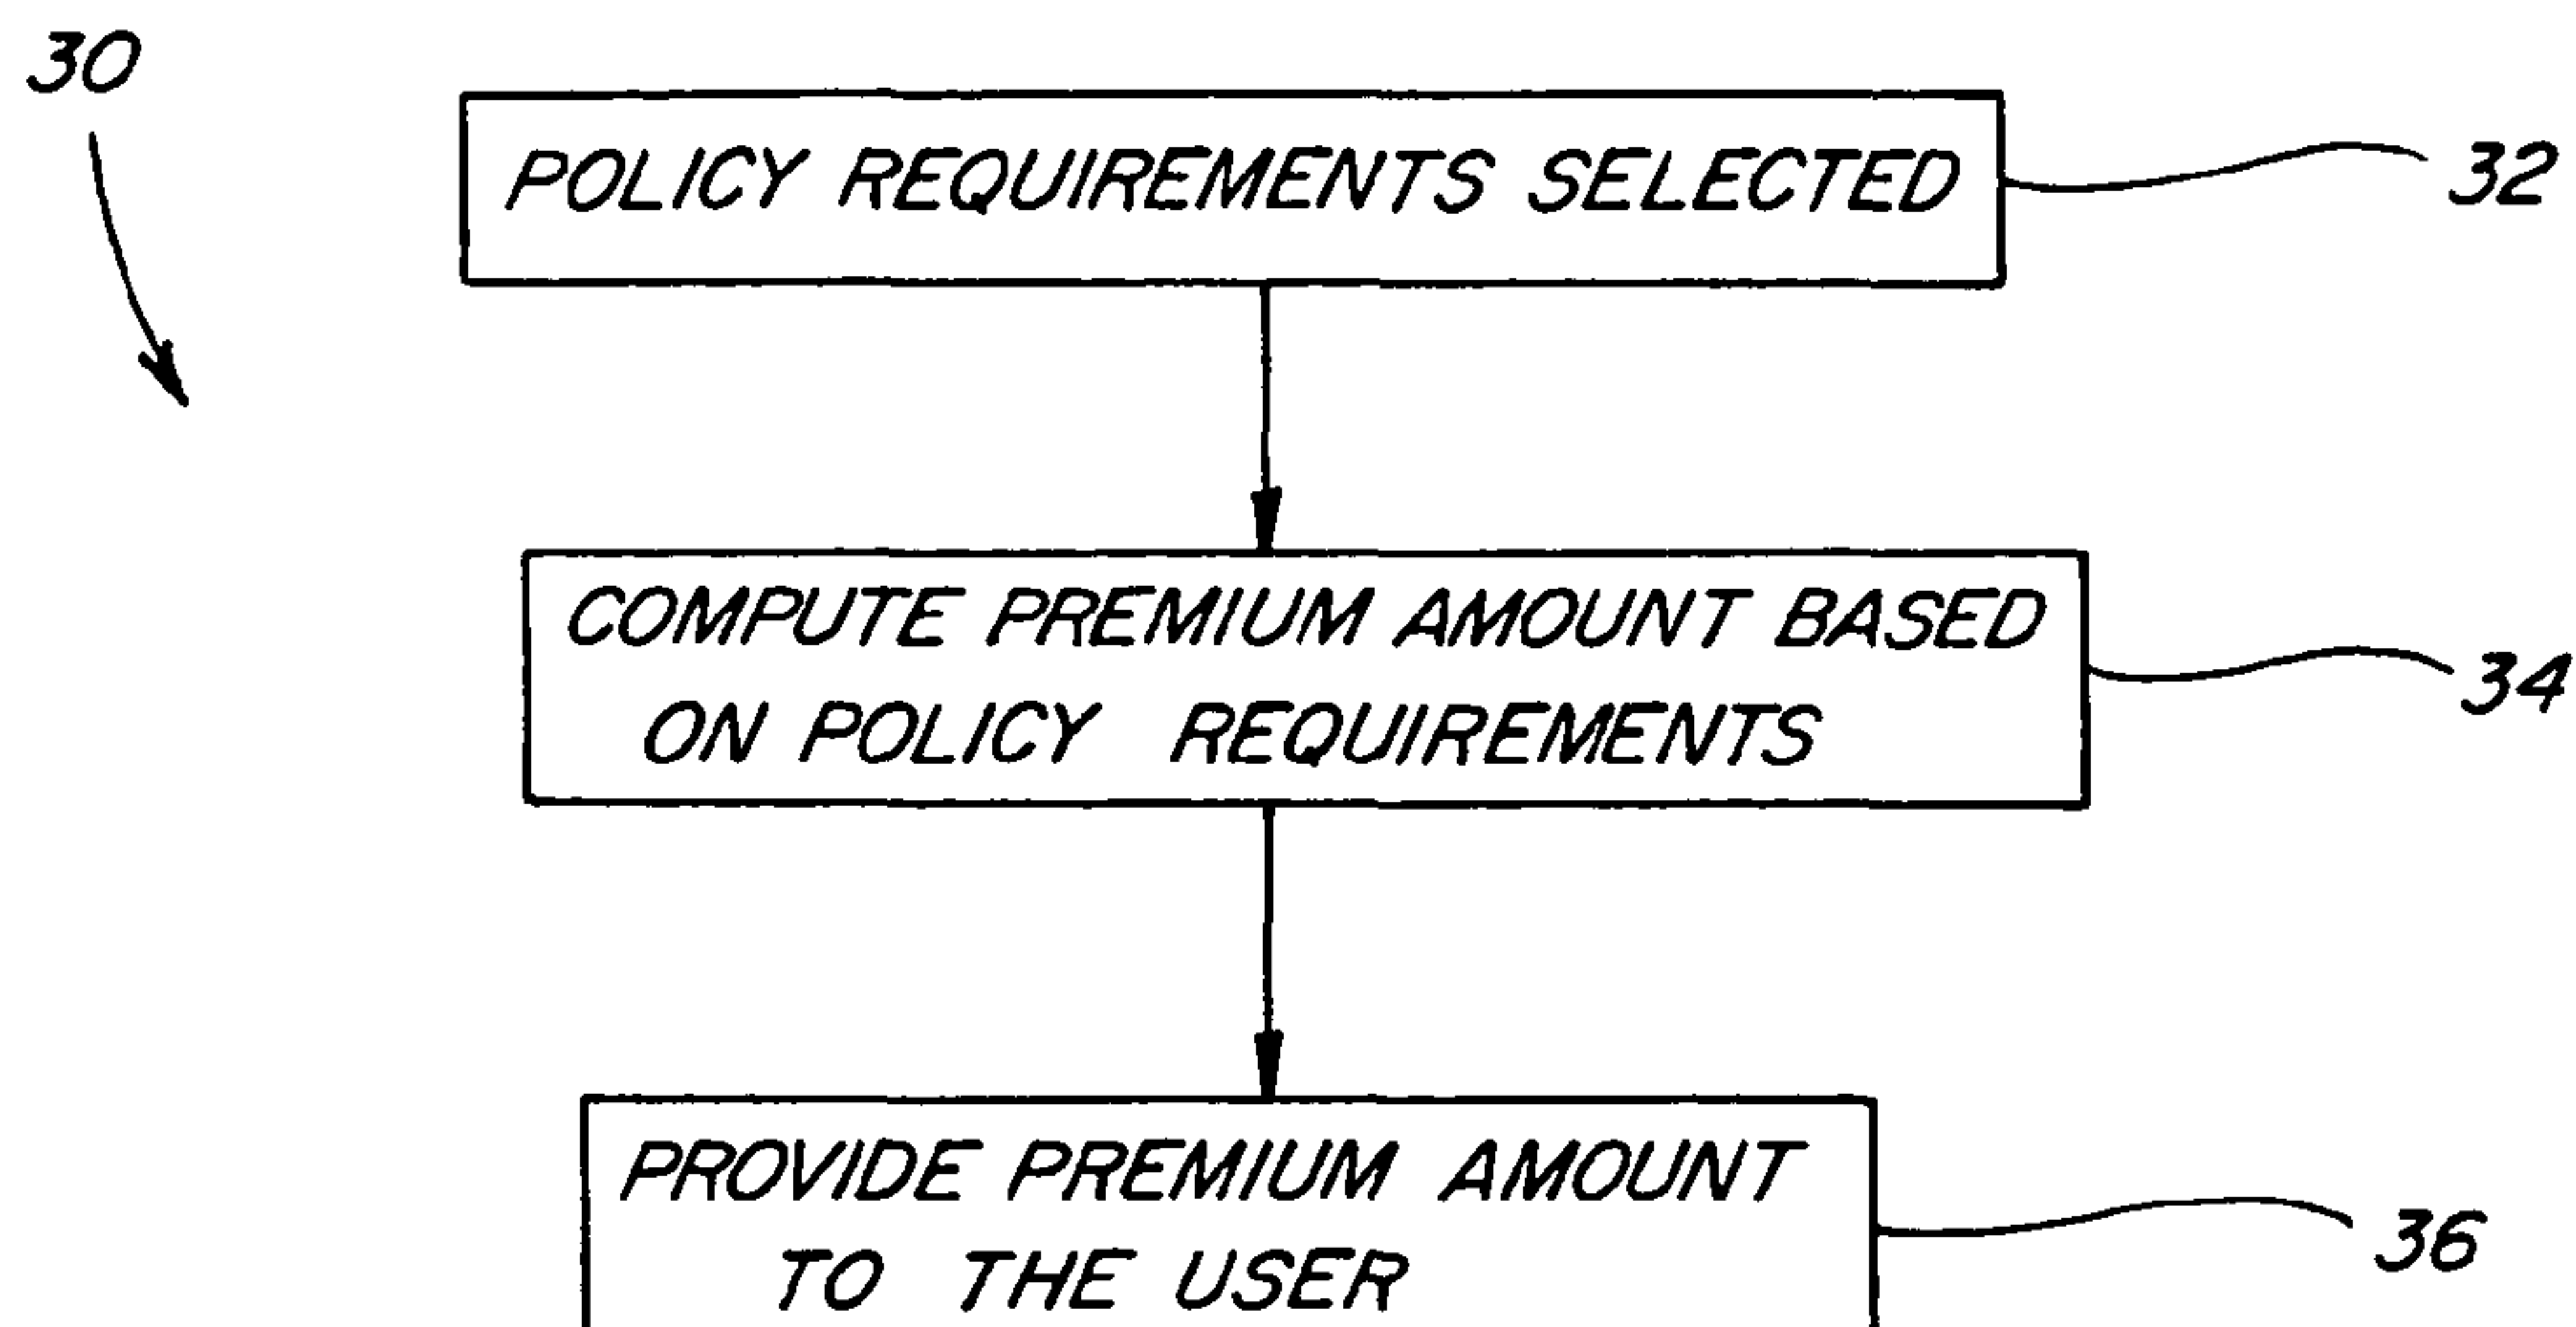 30
POLICY REQUIREMENTS SELECTED
32
COMPUTE PREMIUM AMOUNT BASED
ON POLICY REQUIREMENTS
34
PROVIDE PREMIUM AMOUNT
TO THE USER
36